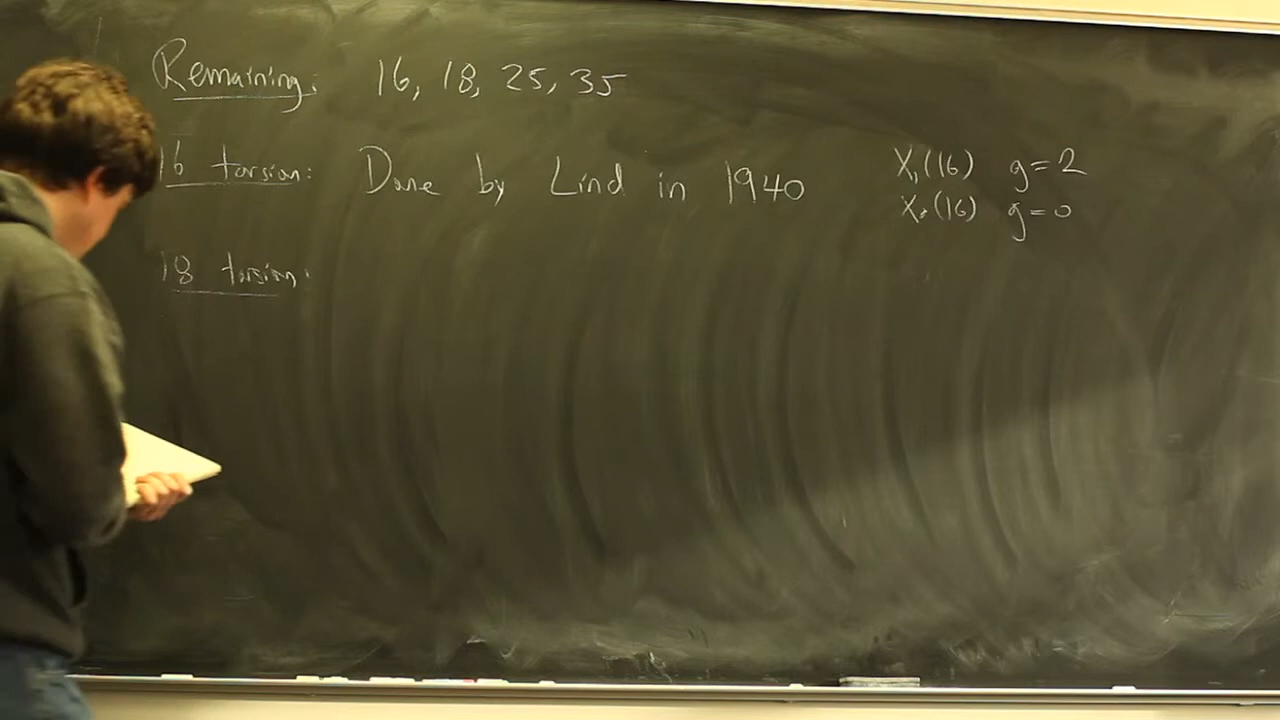 Remaining: 16, 18, 25, 35
16 torsion: Done by Lind in 1940
X₁(16) g=2
X₀(16) g=0
18 torsion: